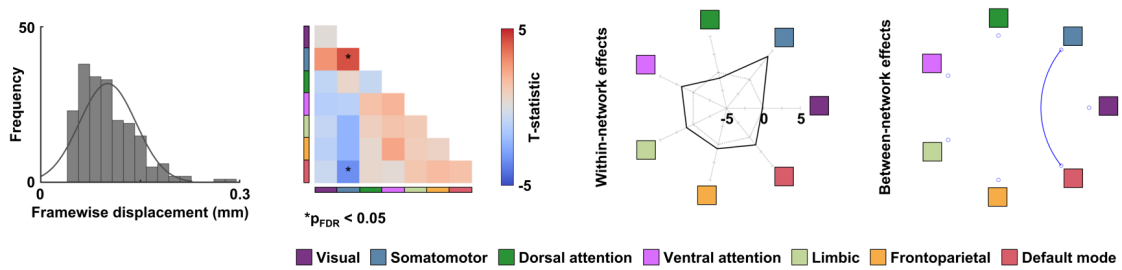 50
Frequency
0
0
0.3
Framewise displacement (mm)
*
*
*pFDR < 0.05
5
T-statistic
-5
Within-network effects
-5
0
5
Between-network effects
Visual
Somatomotor
Dorsal attention
Ventral attention
Limbic
Frontoparietal
Default mode